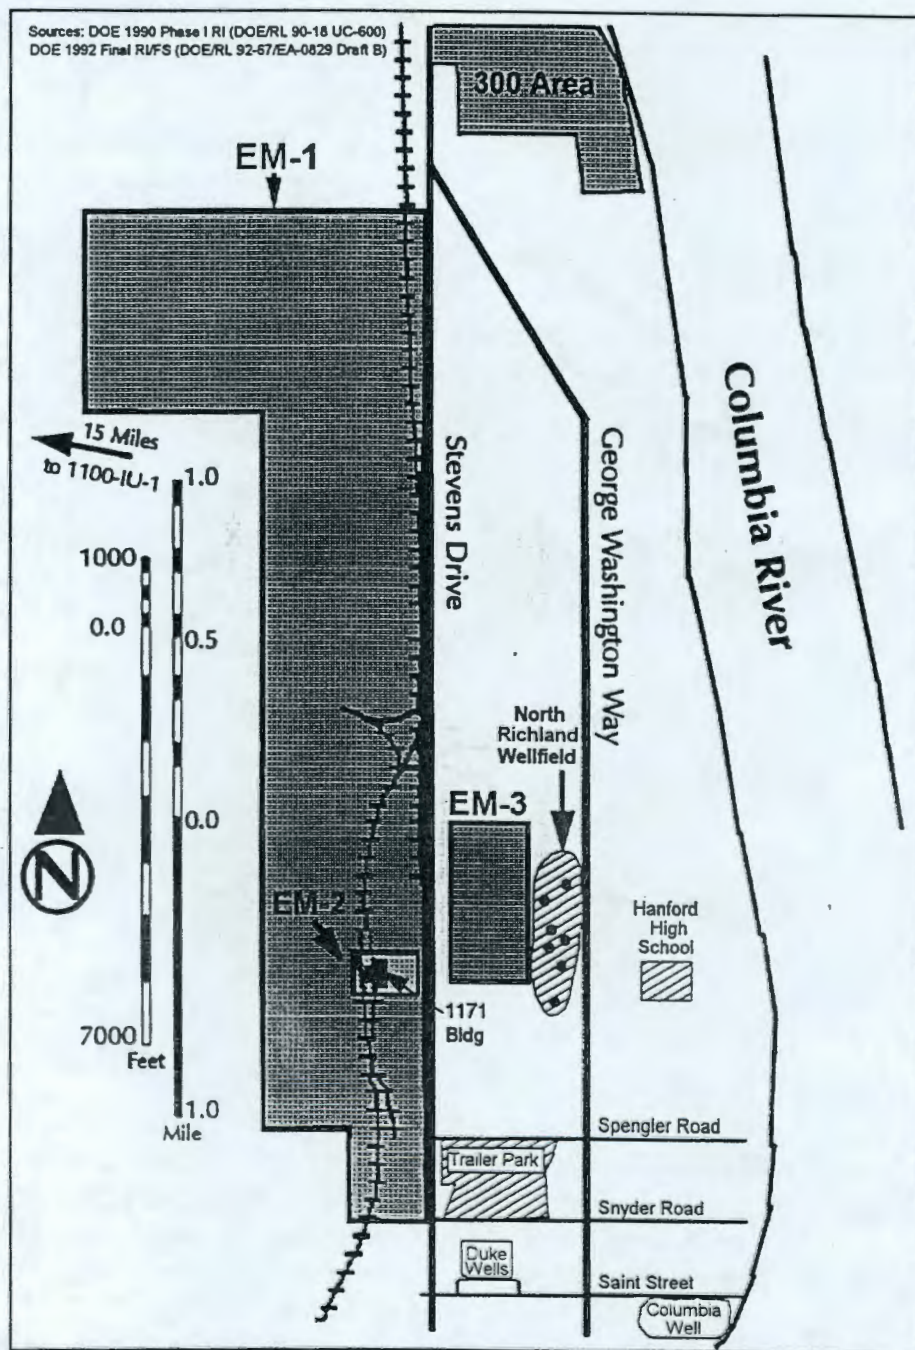 Sources: DOE 1990 Phase I RI (DOE/RL 90-18 UC-600)
DOE 1992 Final RI/FS (DOE/RL 92-67/EA-0829 Draft B)
300 Area
EM-1
15 Miles
to 1100-IU-1
1.0
1000
0.0
0.5
0.0
7000
Feet
1.0
Mile
N
Stevens Drive
George Washington Way
Columbia River
North
Richland
Wellfield
EM-3
EM-2
Hanford
High
School
1171
Bldg
Spengler Road
Trailer Park
Snyder Road
Duke
Wells
Saint Street
Columbia
Well